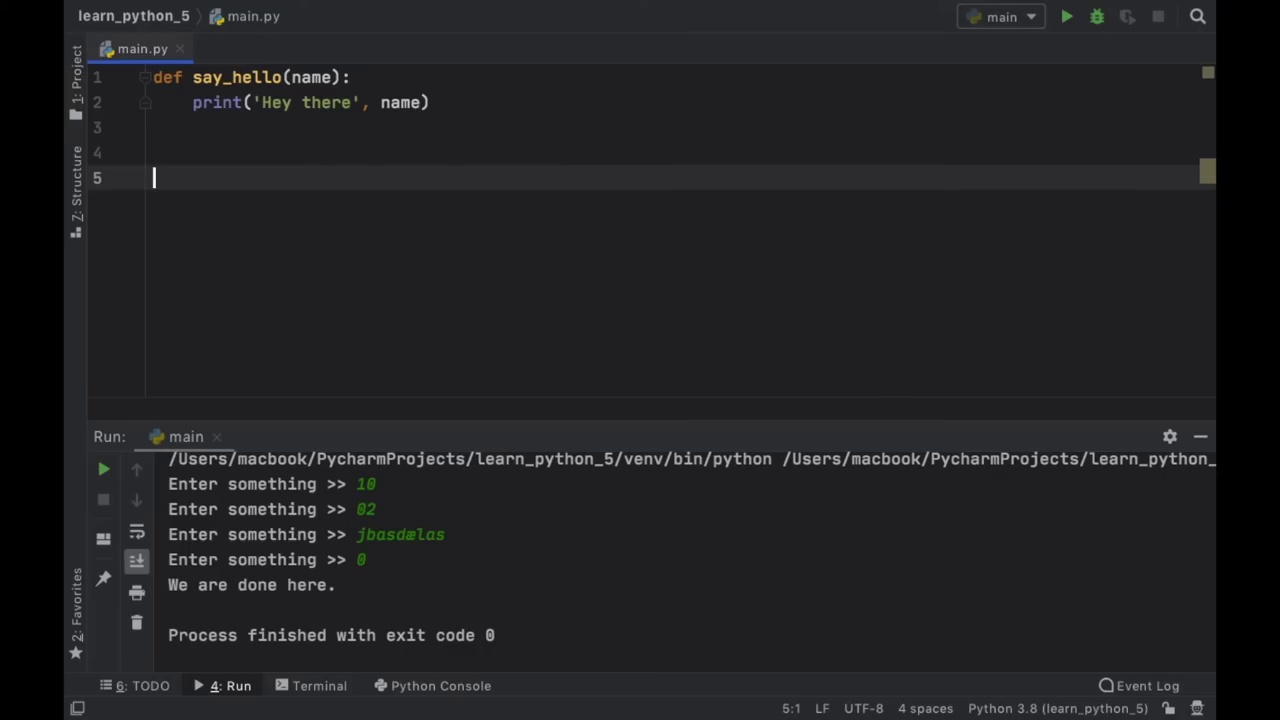 learn_python_5 main.py main
main.py
1: Project
7: Structure
2: Favorites
1 def say_hello(name):
2 print('Hey there', name)
3
4
5
Run: main
/Users/macbook/PycharmProjects/learn_python_5/venv/bin/python /Users/macbook/PycharmProjects/learn_python_
Enter something >> 10
Enter something >> 02
Enter something >> jbasdælas
Enter something >> 0
We are done here.
Process finished with exit code 0
6: TODO 4: Run Terminal Python Console Event Log
5:1 LF UTF-8 4 spaces Python 3.8 (learn_python_5)